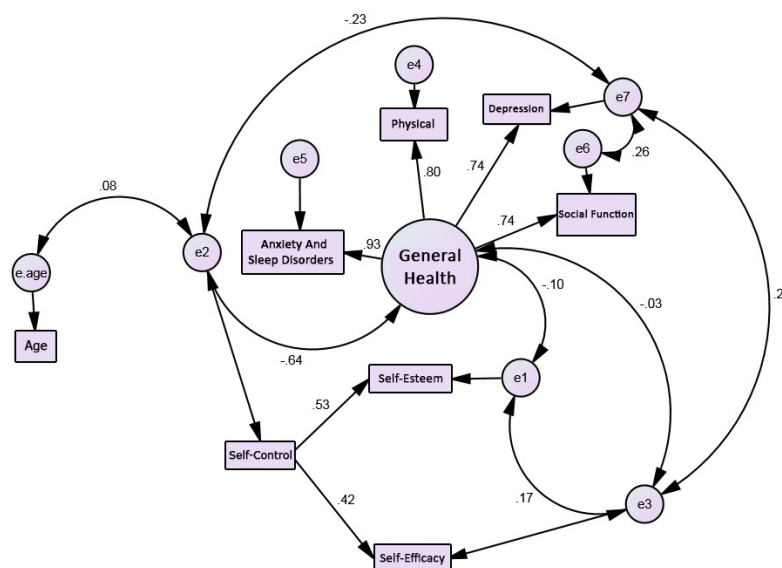 -.23
e4
Physical
Depression
e7
e5
.80
.74
e6
.26
.08
.74
Social Function
e2
Anxiety And
Sleep Disorders
.93
General
Health
e.age
-.10
-.03
.2
Age
-.64
Self-Esteem
e1
.53
Self-Control
.42
.17
e3
Self-Efficacy